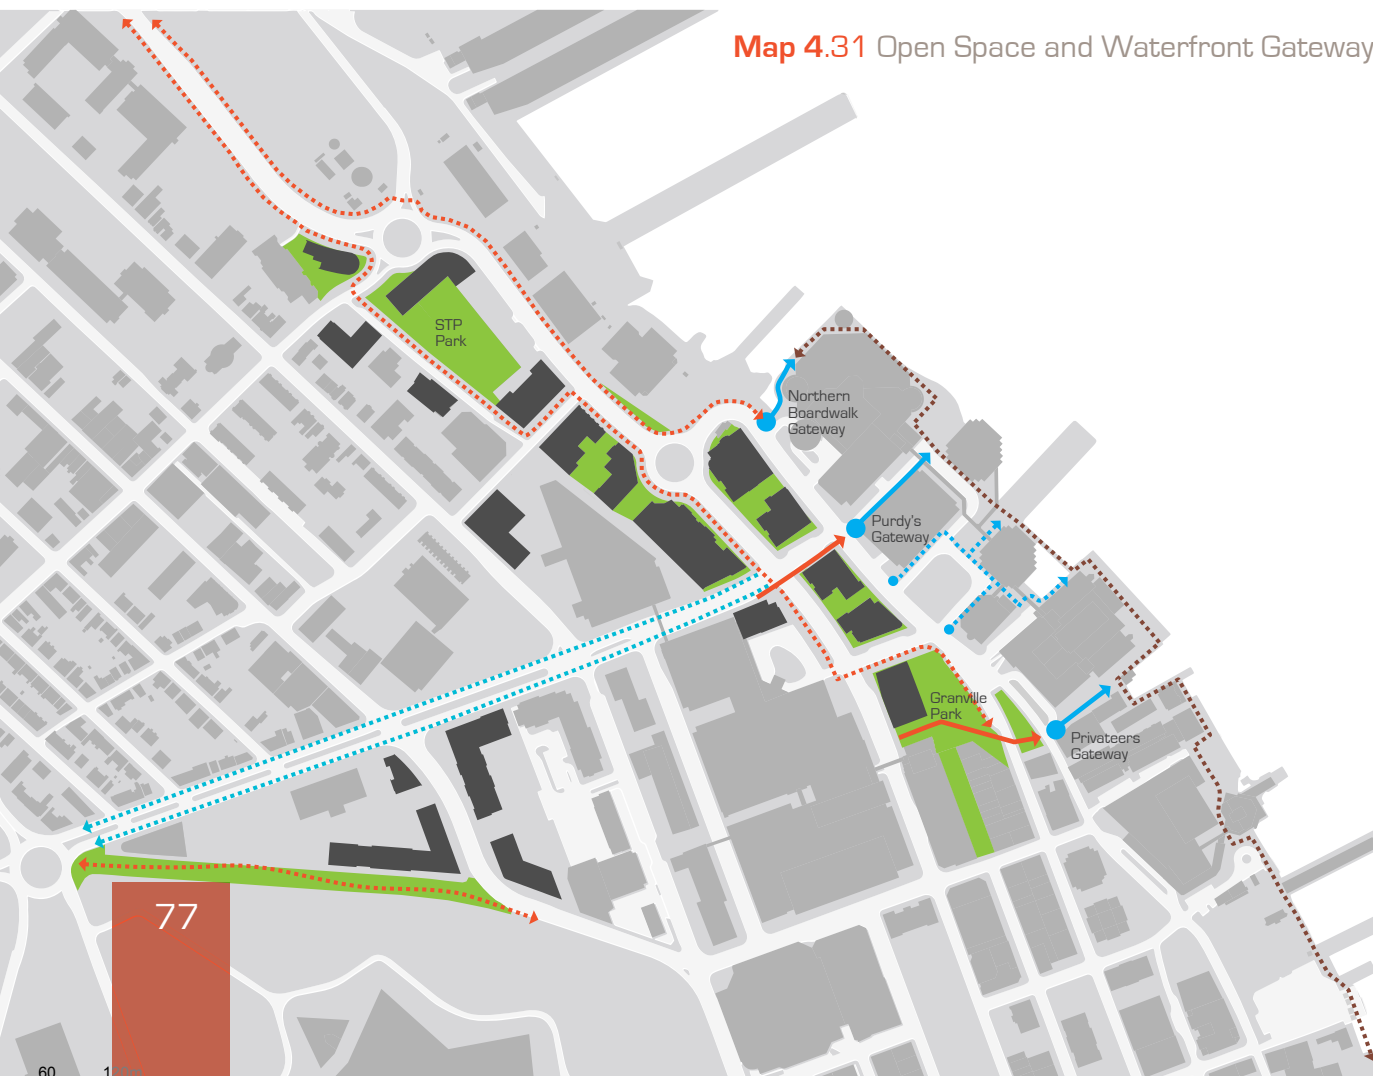 Map 4.31 Open Space and Waterfront Gateway
STP
Park
Northern
Boardwalk
Gateway
Purdy's
Gateway
Granville
Park
Privateers
Gateway
77
60